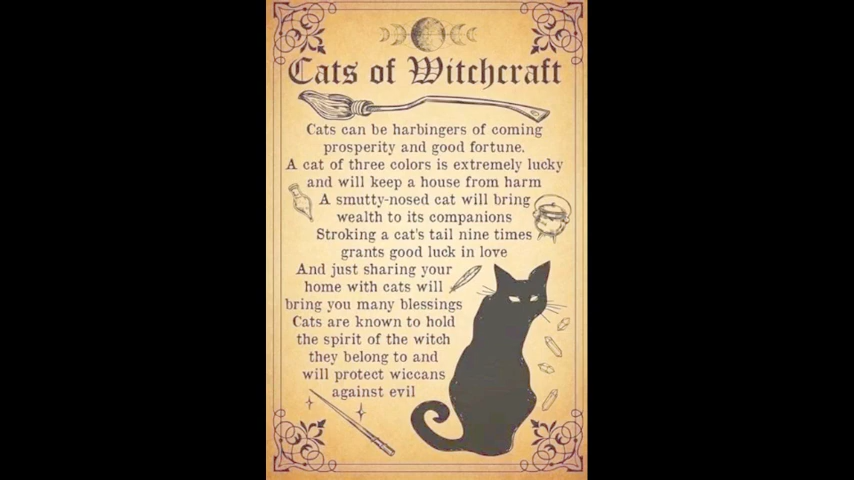 Cats of Witchcraft
Cats can be harbingers of coming
prosperity and good fortune.
A cat of three colors is extremely lucky
and will keep a house from harm
A smutty-nosed cat will bring
wealth to its companions
Stroking a cat's tail nine times
grants good luck in love
And just sharing your
home with cats will
bring you many blessings
Cats are known to hold
the spirit of the witch
they belong to and
will protect wiccans
against evil